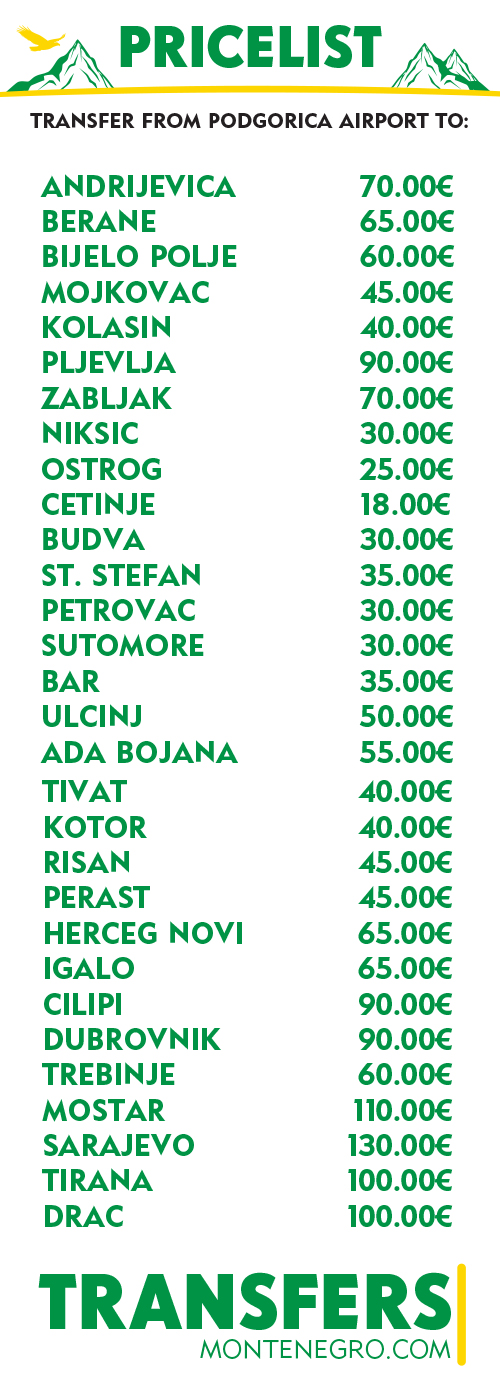 PRICELIST
TRANSFER FROM PODGORICA AIRPORT TO:
ANDRIJEVICA 70.00€
BERANE 65.00€
BIJELO POLJE 60.00€
MOJKOVAC 45.00€
KOLASIN 40.00€
PLJEVLJA 90.00€
ZABLJAK 70.00€
NIKSIC 30.00€
OSTROG 25.00€
CETINJE 18.00€
BUDVA 30.00€
ST. STEFAN 35.00€
PETROVAC 30.00€
SUTOMORE 30.00€
BAR 35.00€
ULCINJ 50.00€
ADA BOJANA 55.00€
TIVAT 40.00€
KOTOR 40.00€
RISAN 45.00€
PERAST 45.00€
HERCEG NOVI 65.00€
IGALO 65.00€
CILIPI 90.00€
DUBROVNIK 90.00€
TREBINJE 60.00€
MOSTAR 110.00€
SARAJEVO 130.00€
TIRANA 100.00€
DRAC 100.00€
TRANSFERS
MONTENEGRO.COM